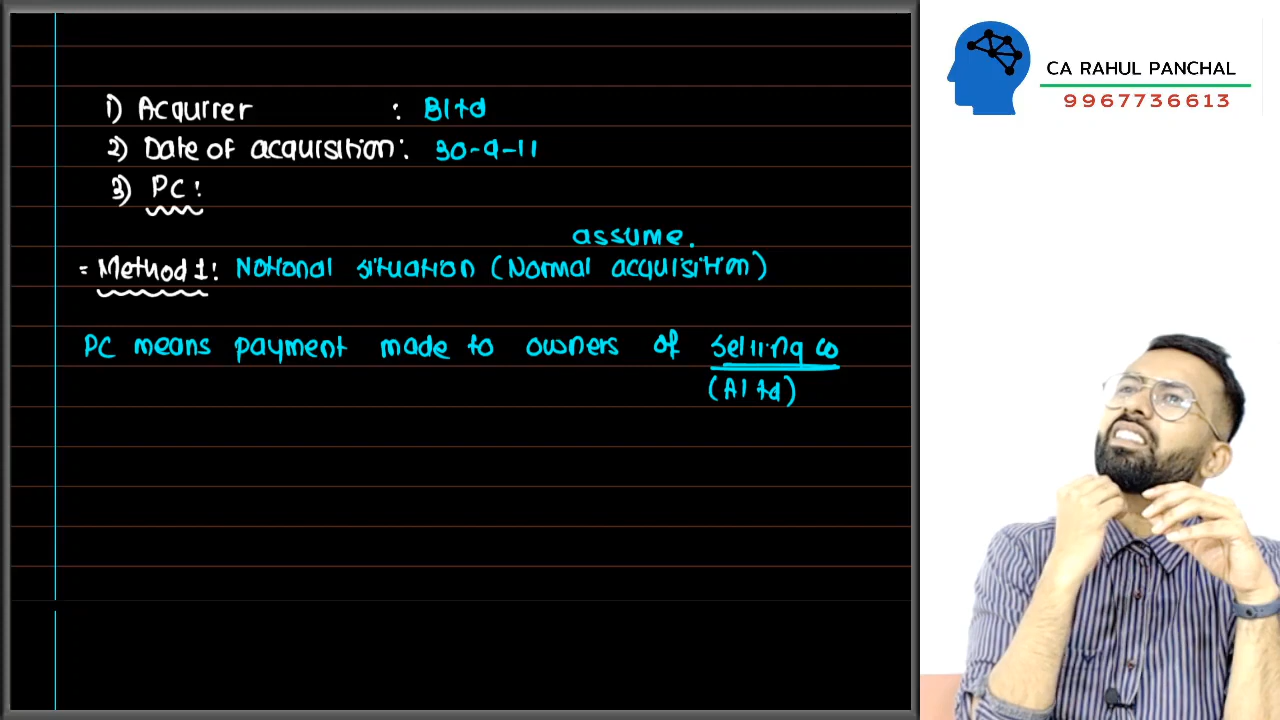 1) Acquirer : B ltd
2) Date of acquisition: 30-9-11
3) PC:
assume.
= Method 1: Notional situation (Normal acquisition)
PC means payment made to owners of selling co
(A ltd)
CA RAHUL PANCHAL
9967736613